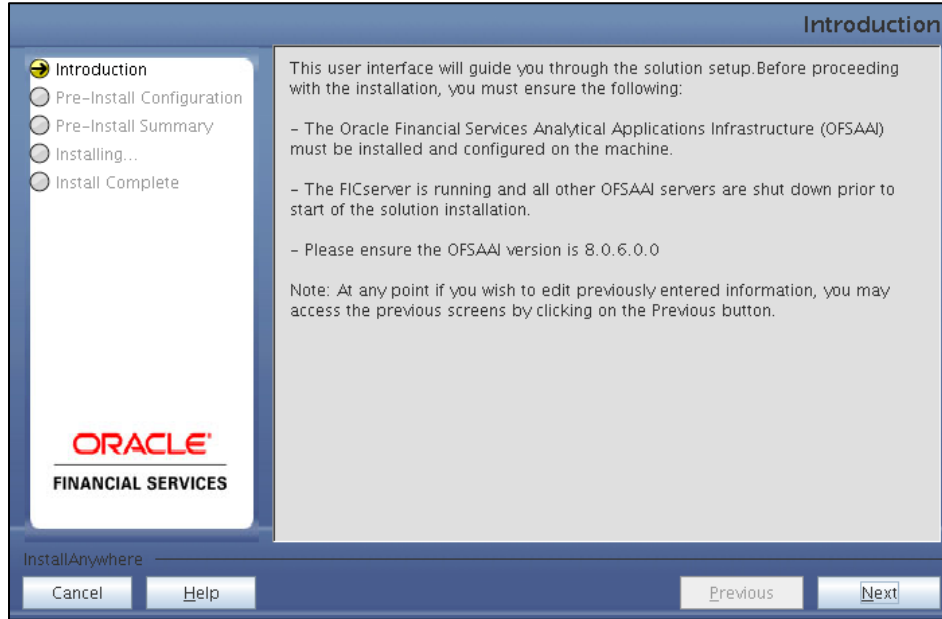 Introduction
Introduction
Pre-Install Configuration
Pre-Install Summary
Installing...
Install Complete
ORACLE'
FINANCIAL SERVICES
This user interface will guide you through the solution setup.Before proceeding
with the installation, you must ensure the following:
- The Oracle Financial Services Analytical Applications Infrastructure (OFSAAI)
must be installed and configured on the machine.
- The FICserver is running and all other OFSAAI servers are shut down prior to
start of the solution installation.
- Please ensure the OFSAAI version is 8.0.6.0.0
Note: At any point if you wish to edit previously entered information, you may
access the previous screens by clicking on the Previous button.
InstallAnywhere
Cancel
Help
Previous
Next